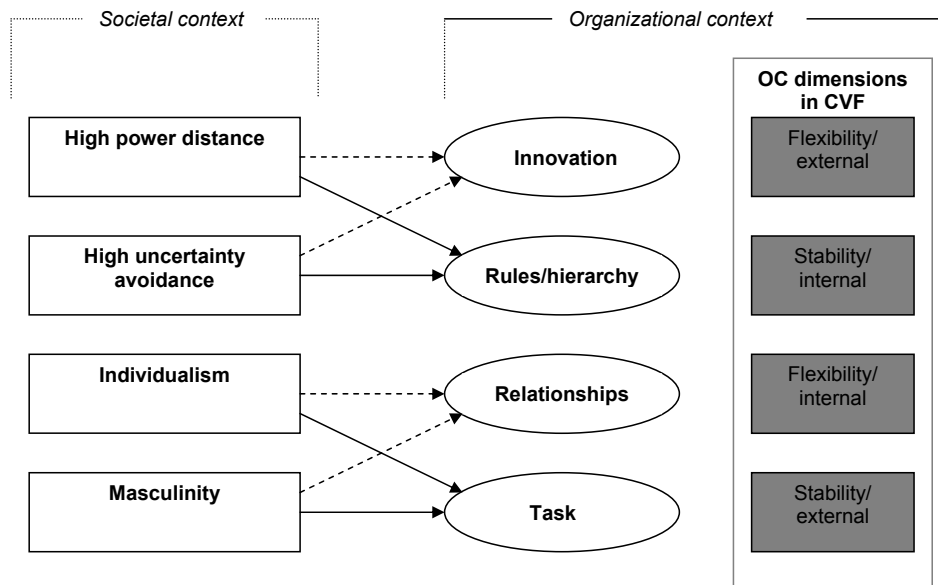 Societal context
Organizational context
OC dimensions
in CVF
High power distance
Innovation
Flexibility/
external
High uncertainty
avoidance
Rules/hierarchy
Stability/
internal
Individualism
Relationships
Flexibility/
internal
Masculinity
Task
Stability/
external